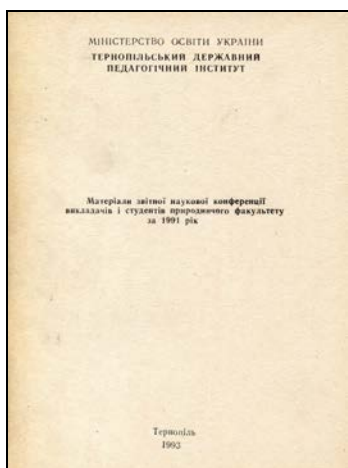 МІНІСТЕРСТВО ОСВІТИ УКРАЇНИ
ТЕРНОПІЛЬСЬКИЙ ДЕРЖАВНИЙ
ПЕДАГОГІЧНИЙ ІНСТИТУТ
Матеріали звітної наукової конференції
викладачів і студентів природничого факультету
за 1991 рік
Тернопіль
1993